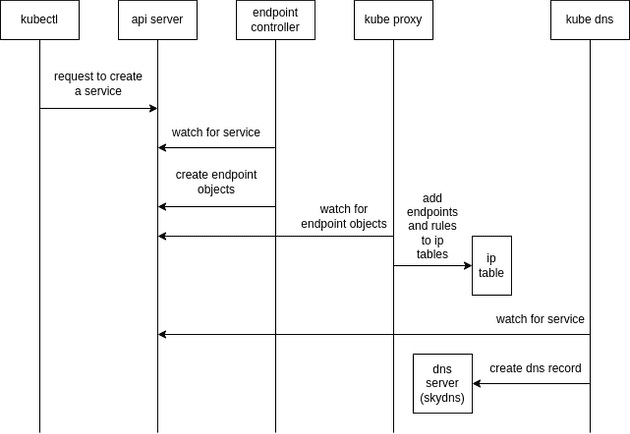 kubectl
api server
endpoint
controller
kube proxy
kube dns
request to create
a service
watch for service
create endpoint
objects
watch for
endpoint objects
add
endpoints
and rules
to ip
tables
ip
table
watch for service
dns
server
(skydns)
create dns record